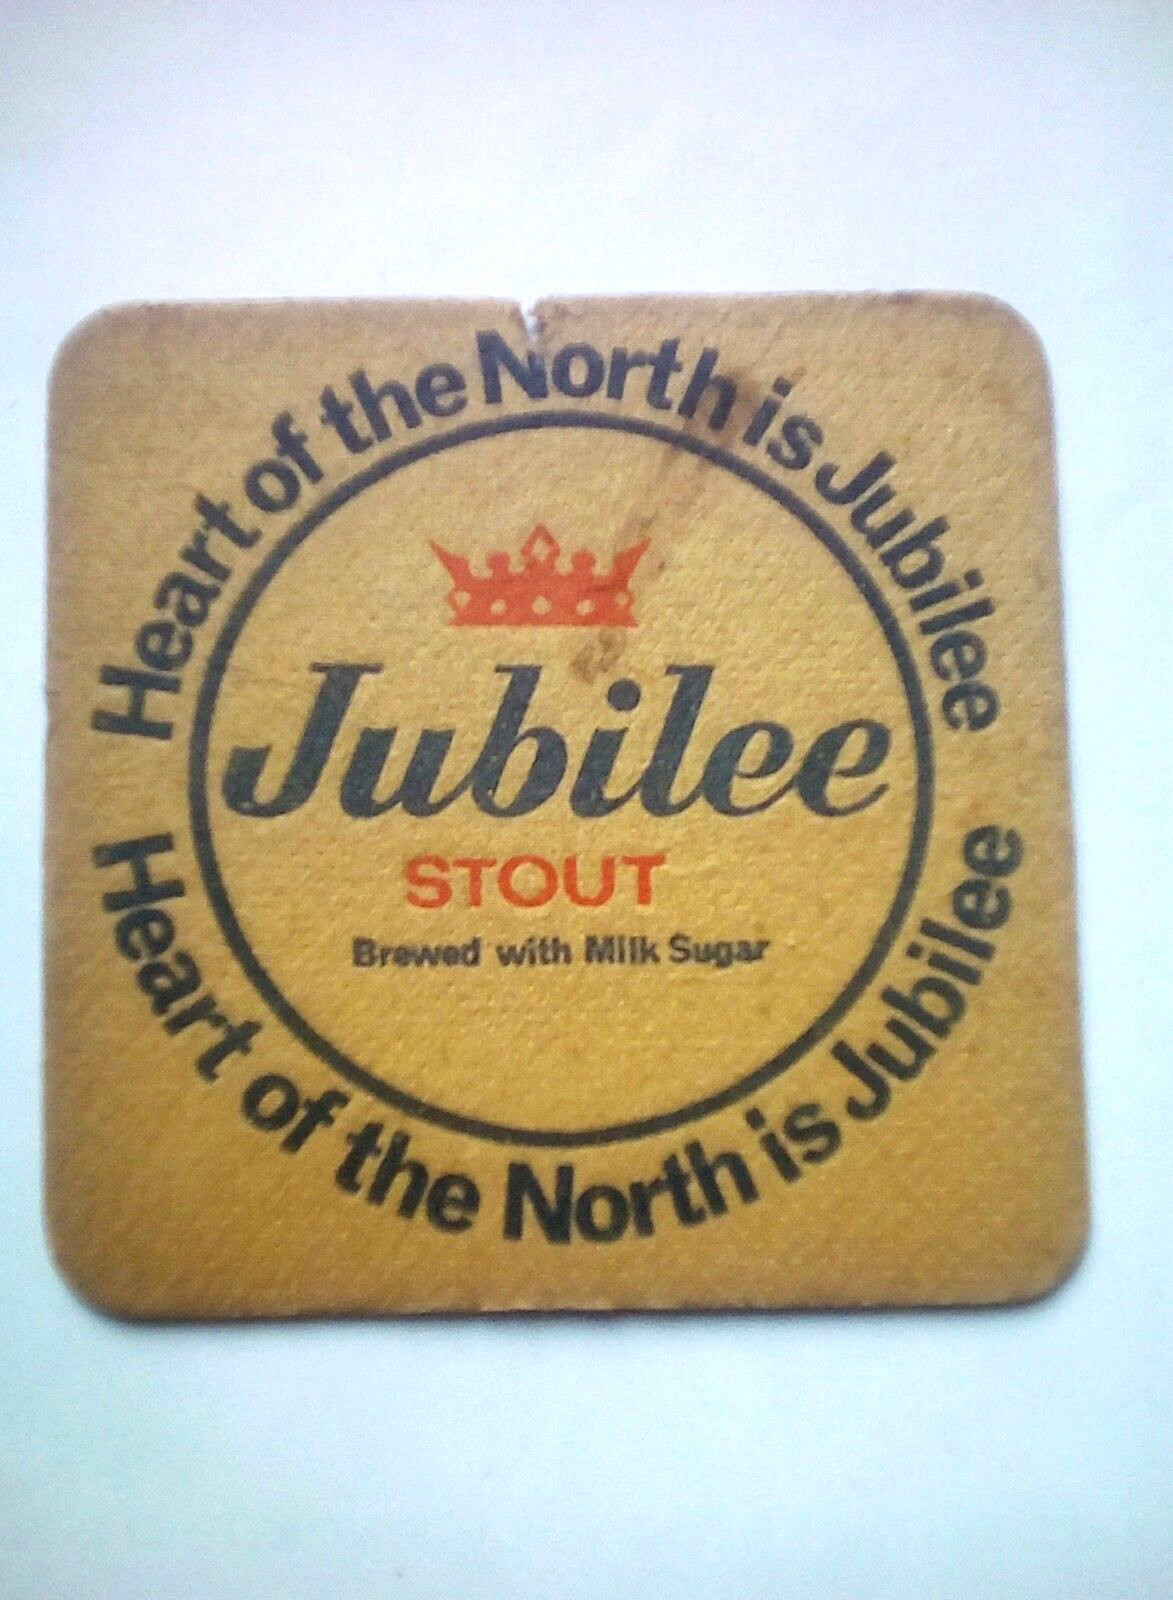 Heart of the North is Jubilee
Jubilee
STOUT
Brewed with Milk Sugar
Heart of the North is Jubilee